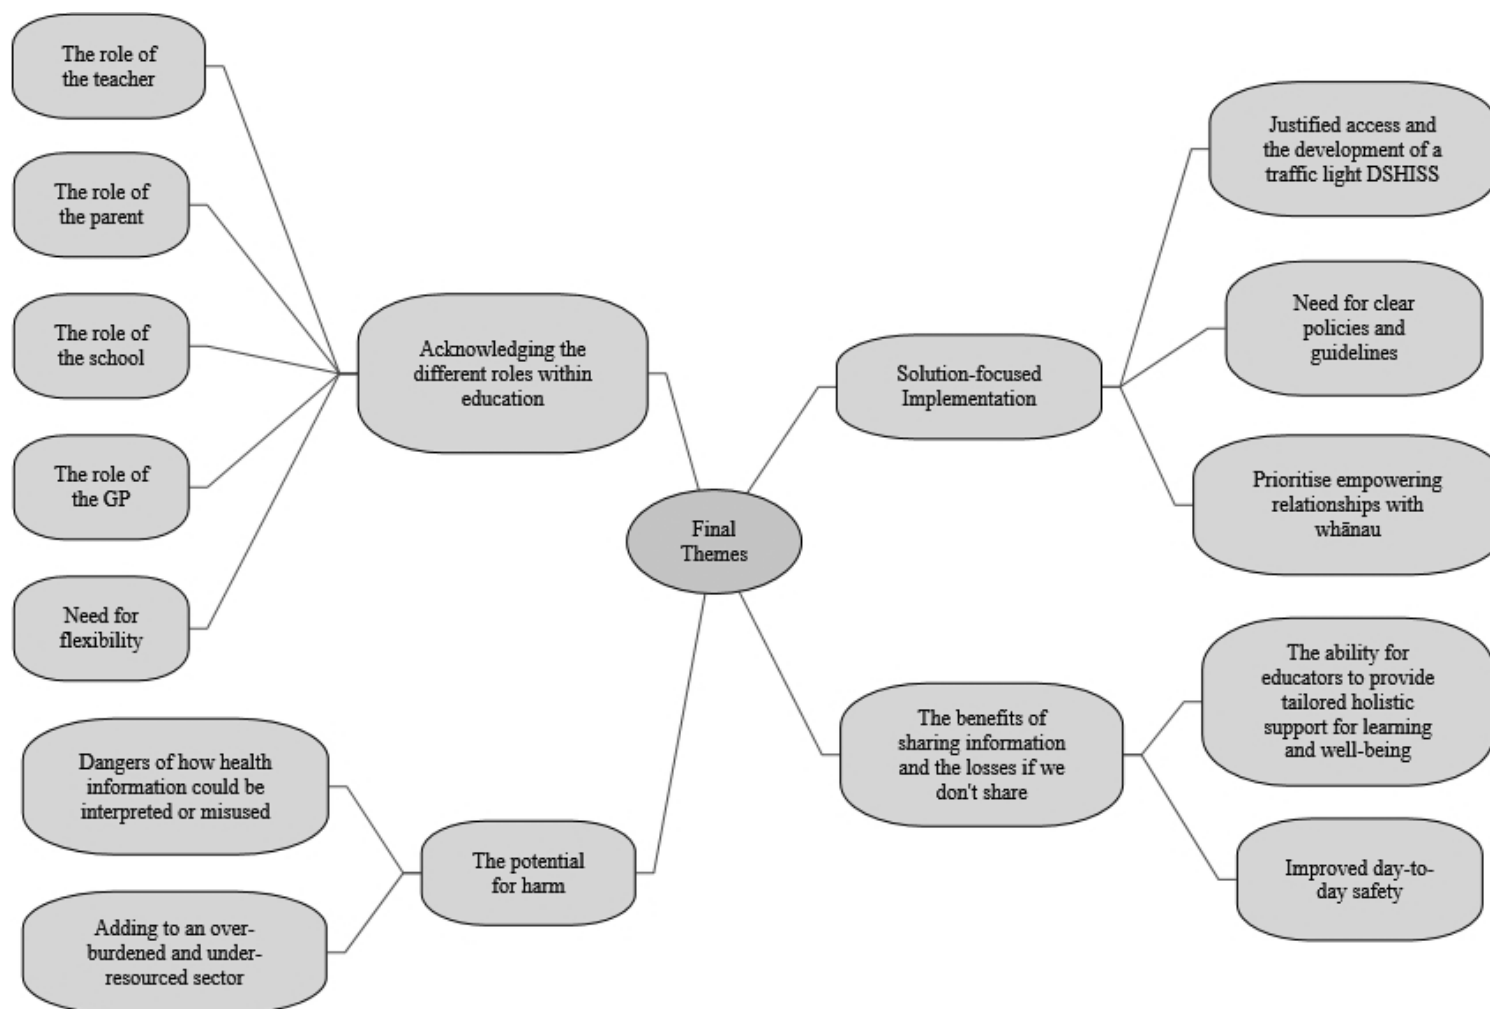 The role of
the teacher
The role of
the parent
The role of
the school
The role of
the GP
Need for
flexibility
Acknowledging the
different roles within
education
Dangers of how health
information could be
interpreted or misused
Adding to an over-
burdened and under-
resourced sector
The potential
for harm
Final
Themes
Solution-focused
Implementation
Justified access and
the development of a
traffic light DSHISS
Need for clear
policies and
guidelines
Prioritise empowering
relationships with
whānau
The benefits of
sharing information
and the losses if we
don't share
The ability for
educators to provide
tailored holistic
support for learning
and well-being
Improved day-to-
day safety